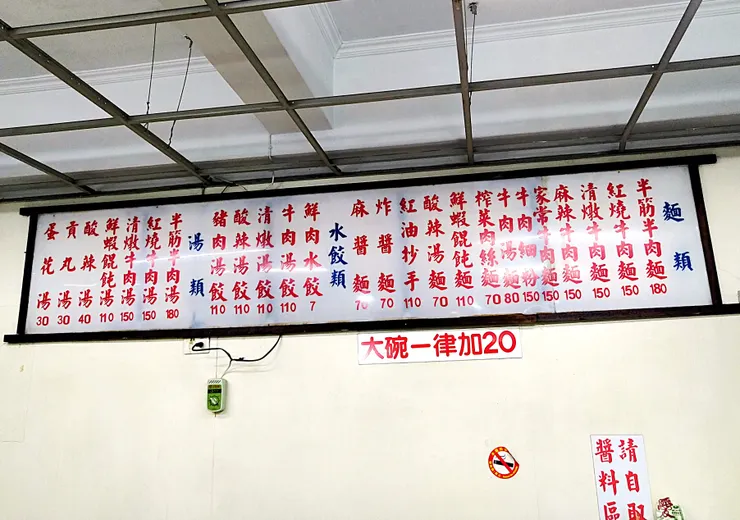 麵類
半筋半肉麵 180
紅燒牛肉麵 150
清燉牛肉麵 150
麻辣牛肉麵 150
家常牛肉麵 150
牛肉細粉 150
牛肉湯麵 80
榨菜肉絲麵 70
鮮蝦餛飩麵 110
酸辣湯麵 70
紅油抄手 110
炸醬麵 70
麻醬麵 70
水餃類
鮮肉水餃 7
牛肉湯餃 110
清燉湯餃 110
酸辣湯餃 110
豬肉湯餃 110
湯類
半筋半肉湯 180
紅燒牛肉湯 150
清燉牛肉湯 150
鮮蝦餛飩湯 110
酸辣湯 40
貢丸湯 30
蛋花湯 30
大碗一律加20
請自取
醬料區